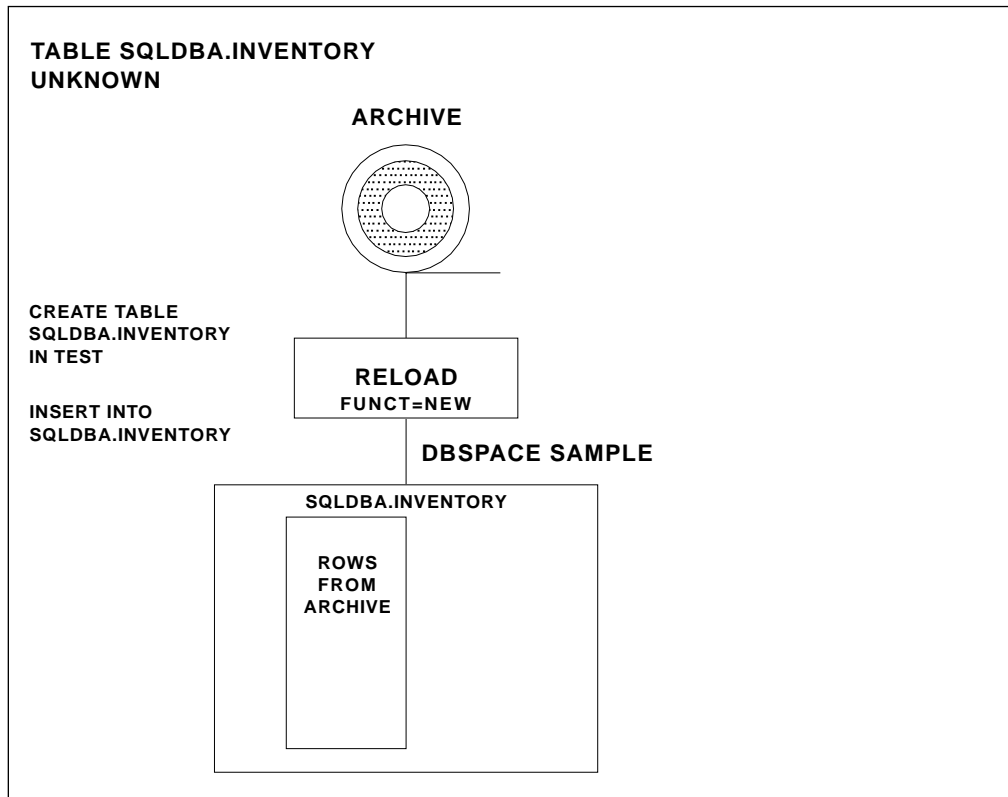 TABLE SQLDBA.INVENTORY
UNKNOWN
ARCHIVE
CREATE TABLE
SQLDBA.INVENTORY
IN TEST
RELOAD
FUNCT=NEW
INSERT INTO
SQLDBA.INVENTORY
DBSPACE SAMPLE
SQLDBA.INVENTORY
ROWS
FROM
ARCHIVE